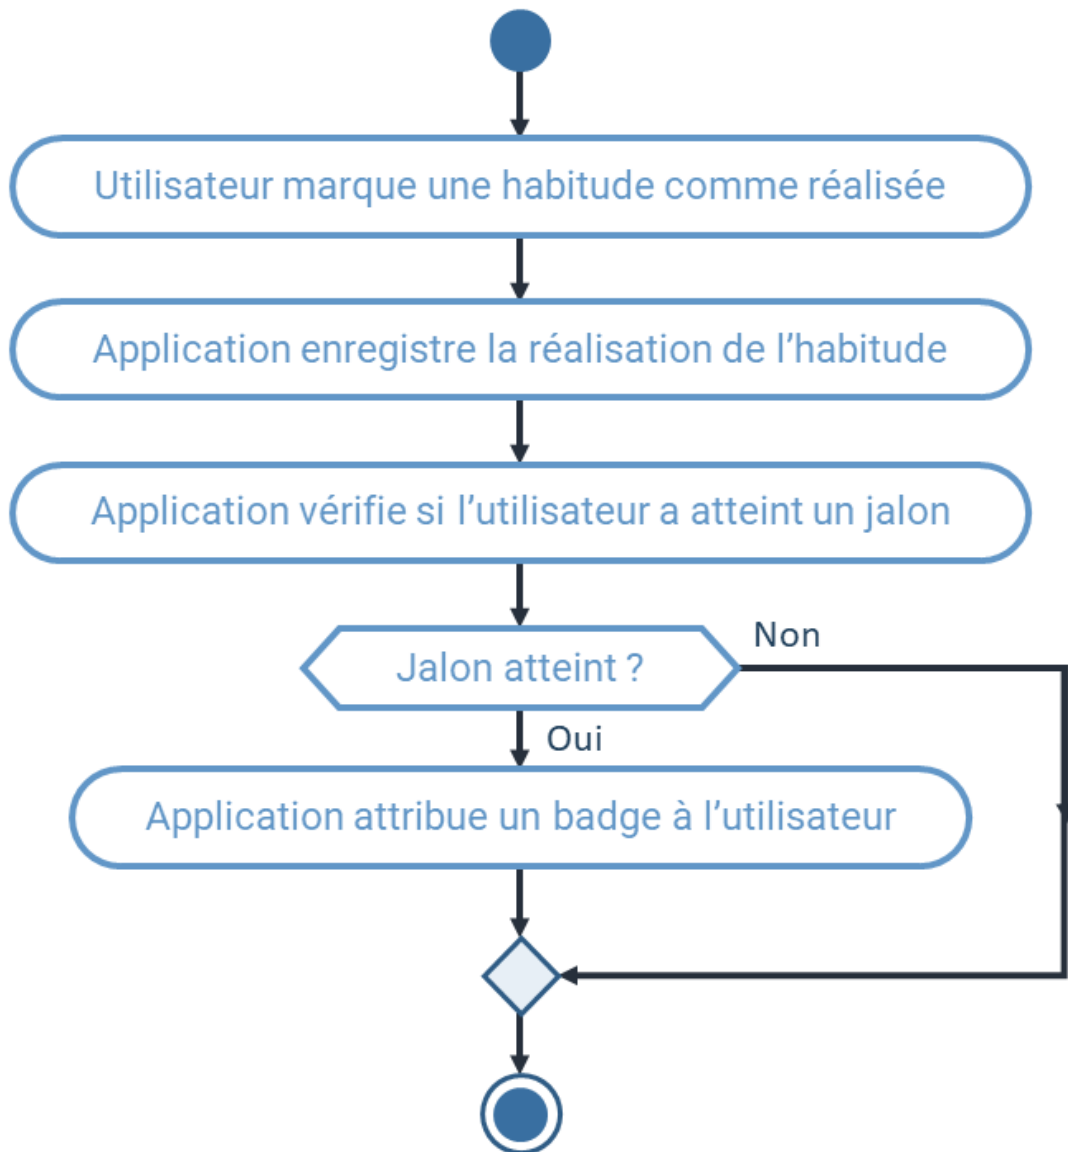 Utilisateur marque une habitude comme réalisée
Application enregistre la réalisation de l’habitude
Application vérifie si l’utilisateur a atteint un jalon
Non
Jalon atteint ?
Oui
Application attribue un badge à l’utilisateur